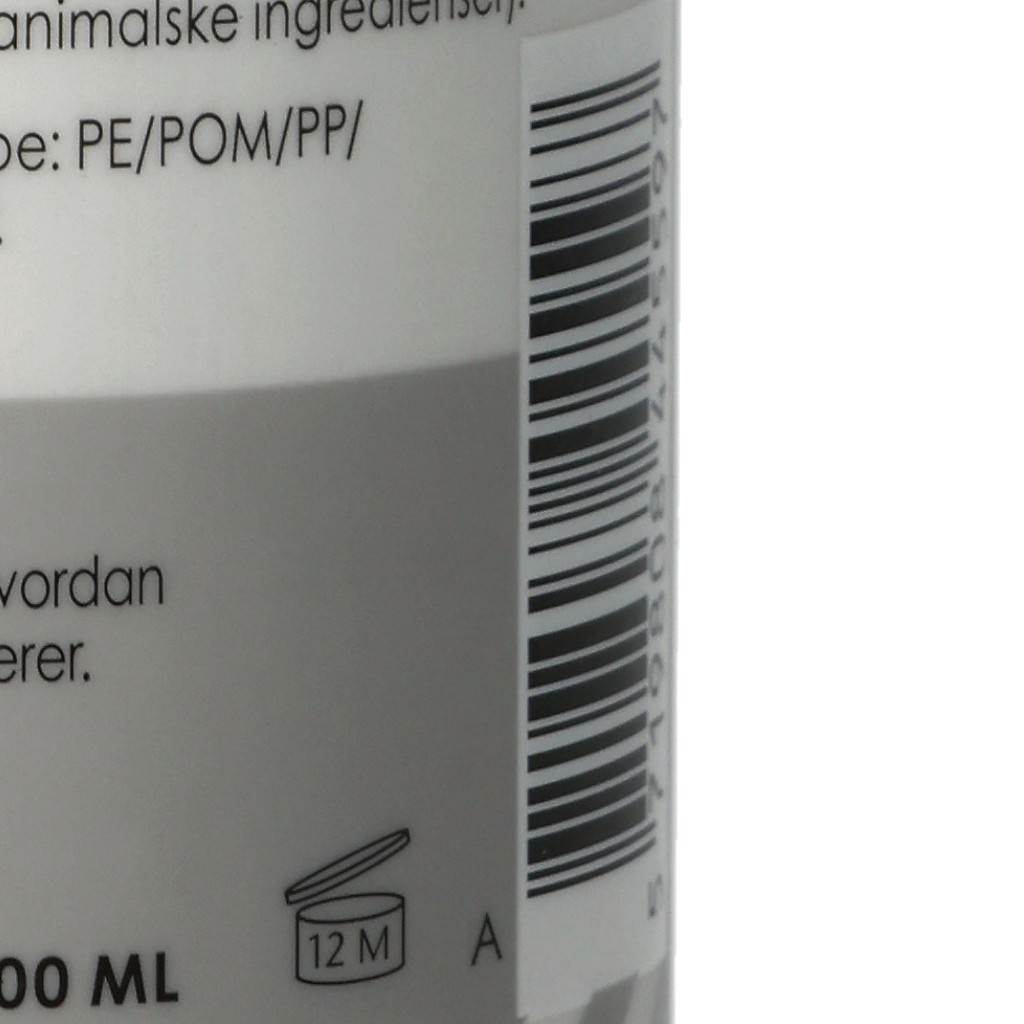 animalske ingredienser).
pe: PE/POM/PP/
vordan
erer.
12 M
A
00 ML